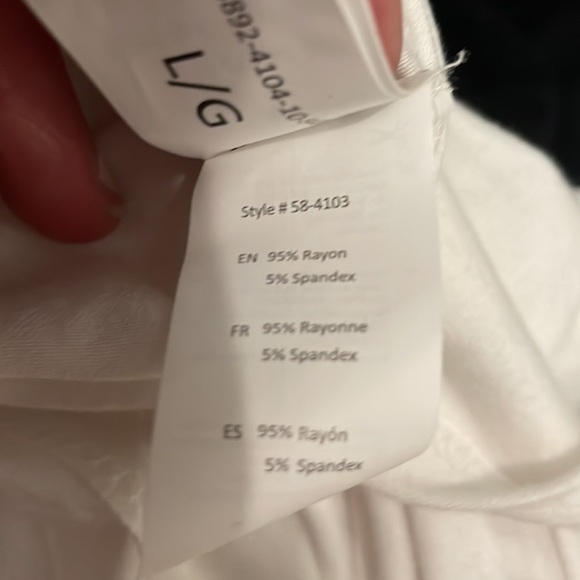 892-4104-10
L/G
Style # 58-4103
EN 95% Rayon
5% Spandex
FR 95% Rayonne
5% Spandex
ES 95% Rayón
5% Spandex